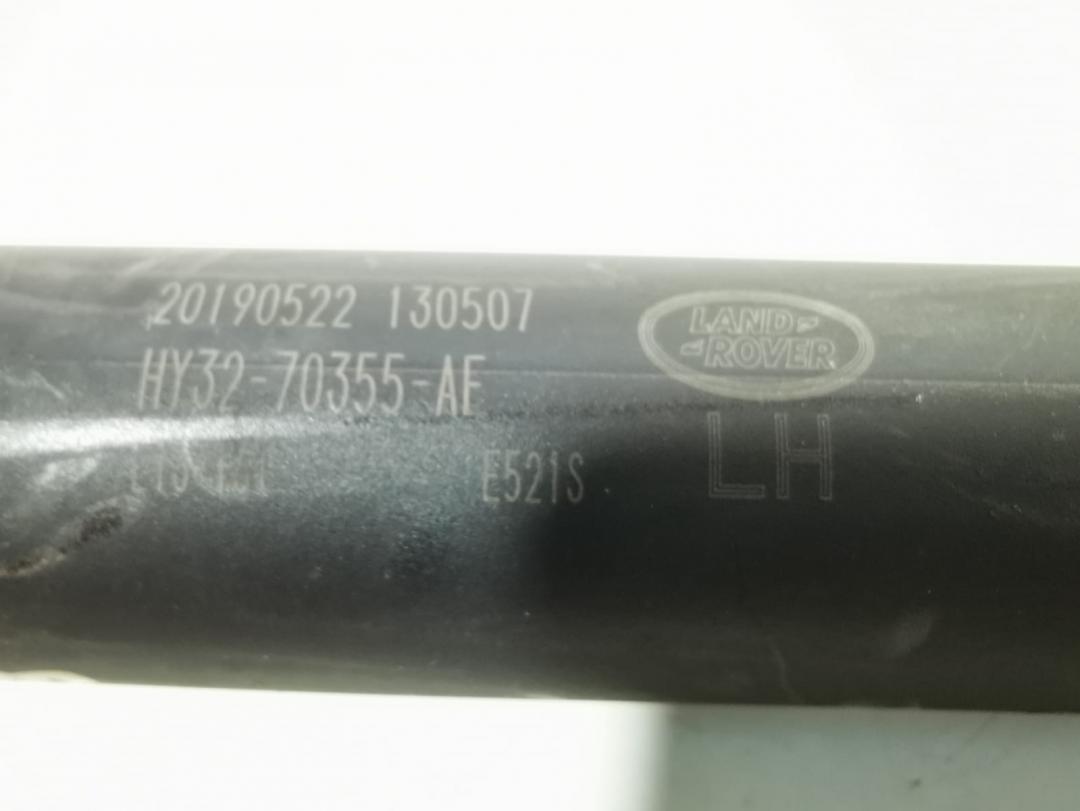 20190522 130507
LAND
ROVER
HY32-70355-AE
E521S
LH